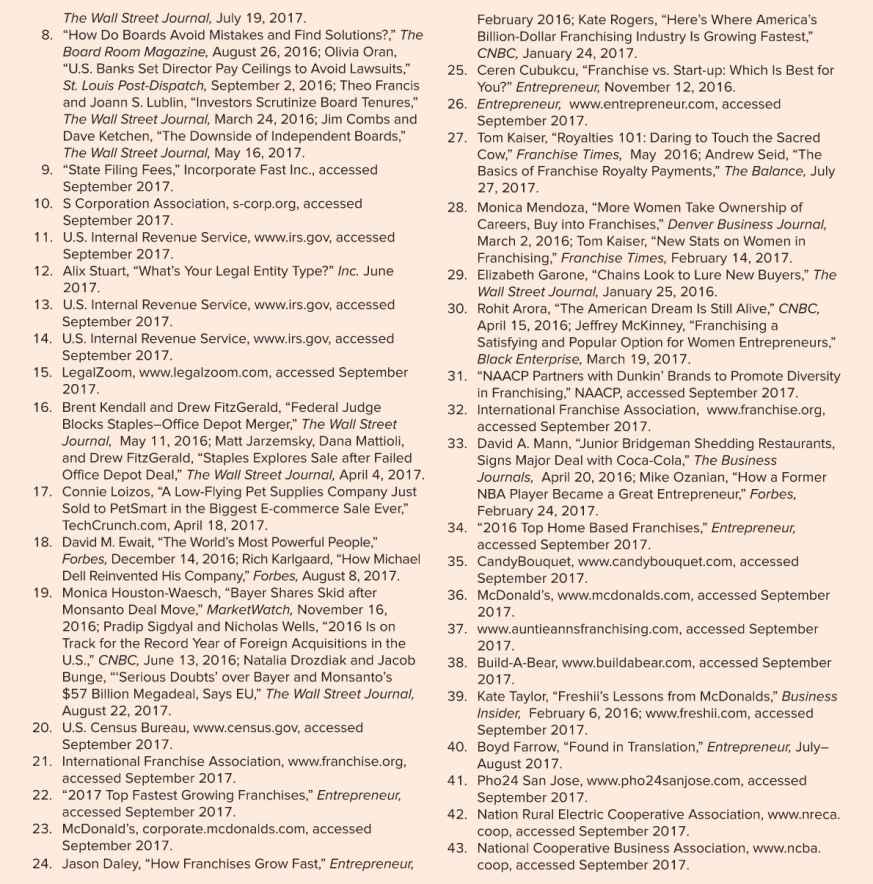 The Wall Street Journal, July 19, 2017.
8. “How Do Boards Avoid Mistakes and Find Solutions?,” The
Board Room Magazine, August 26, 2016; Olivia Oran,
“U.S. Banks Set Director Pay Ceilings to Avoid Lawsuits,”
St. Louis Post-Dispatch, September 2, 2016; Theo Francis
and Joann S. Lublin, “Investors Scrutinize Board Tenures,”
The Wall Street Journal, March 24, 2016; Jim Combs and
Dave Ketchen, “The Downside of Independent Boards,”
The Wall Street Journal, May 16, 2017.
9. “State Filing Fees,” Incorporate Fast Inc., accessed
September 2017.
10. S Corporation Association, s-corp.org, accessed
September 2017.
11. U.S. Internal Revenue Service, www.irs.gov, accessed
September 2017.
12. Alix Stuart, “What’s Your Legal Entity Type?” Inc. June
2017.
13. U.S. Internal Revenue Service, www.irs.gov, accessed
September 2017.
14. U.S. Internal Revenue Service, www.irs.gov, accessed
September 2017.
15. LegalZoom, www.legalzoom.com, accessed September
2017.
16. Brent Kendall and Drew FitzGerald, “Federal Judge
Blocks Staples–Office Depot Merger,” The Wall Street
Journal, May 11, 2016; Matt Jarzemsky, Dana Mattioli,
and Drew FitzGerald, “Staples Explores Sale after Failed
Office Depot Deal,” The Wall Street Journal, April 4, 2017.
17. Connie Loizos, “A Low-Flying Pet Supplies Company Just
Sold to PetSmart in the Biggest E-commerce Sale Ever,”
TechCrunch.com, April 18, 2017.
18. David M. Ewait, “The World’s Most Powerful People,”
Forbes, December 14, 2016; Rich Karlgaard, “How Michael
Dell Reinvented His Company,” Forbes, August 8, 2017.
19. Monica Houston-Waesch, “Bayer Shares Skid after
Monsanto Deal Move,” MarketWatch, November 16,
2016; Pradip Sigdyal and Nicholas Wells, “2016 Is on
Track for the Record Year of Foreign Acquisitions in the
U.S.,” CNBC, June 13, 2016; Natalia Drozdiak and Jacob
Bunge, “‘Serious Doubts’ over Bayer and Monsanto’s
$57 Billion Megadeal, Says EU,” The Wall Street Journal,
August 22, 2017.
20. U.S. Census Bureau, www.census.gov, accessed
September 2017.
21. International Franchise Association, www.franchise.org,
accessed September 2017.
22. “2017 Top Fastest Growing Franchises,” Entrepreneur,
accessed September 2017.
23. McDonald’s, corporate.mcdonalds.com, accessed
September 2017.
24. Jason Daley, “How Franchises Grow Fast,” Entrepreneur,
February 2016; Kate Rogers, “Here’s Where America’s
Billion-Dollar Franchising Industry Is Growing Fastest,”
CNBC, January 24, 2017.
25. Ceren Cubukcu, “Franchise vs. Start-up: Which Is Best for
You?” Entrepreneur, November 12, 2016.
26. Entrepreneur, www.entrepreneur.com, accessed
September 2017.
27. Tom Kaiser, “Royalties 101: Daring to Touch the Sacred
Cow,” Franchise Times, May 2016; Andrew Seid, “The
Basics of Franchise Royalty Payments,” The Balance, July
27, 2017.
28. Monica Mendoza, “More Women Take Ownership of
Careers, Buy into Franchises,” Denver Business Journal,
March 2, 2016; Tom Kaiser, “New Stats on Women in
Franchising,” Franchise Times, February 14, 2017.
29. Elizabeth Garone, “Chains Look to Lure New Buyers,” The
Wall Street Journal, January 25, 2016.
30. Rohit Arora, “The American Dream Is Still Alive,” CNBC,
April 15, 2016; Jeffrey McKinney, “Franchising a
Satisfying and Popular Option for Women Entrepreneurs,”
Black Enterprise, March 19, 2017.
31. “NAACP Partners with Dunkin’ Brands to Promote Diversity
in Franchising,” NAACP, accessed September 2017.
32. International Franchise Association, www.franchise.org,
accessed September 2017.
33. David A. Mann, “Junior Bridgeman Shedding Restaurants,
Signs Major Deal with Coca-Cola,” The Business
Journals, April 20, 2016; Mike Ozanian, “How a Former
NBA Player Became a Great Entrepreneur,” Forbes,
February 24, 2017.
34. “2016 Top Home Based Franchises,” Entrepreneur,
accessed September 2017.
35. CandyBouquet, www.candybouquet.com, accessed
September 2017.
36. McDonald’s, www.mcdonalds.com, accessed September
2017.
37. www.auntieannsfranchising.com, accessed September
2017.
38. Build-A-Bear, www.buildabear.com, accessed September
2017.
39. Kate Taylor, “Freshii’s Lessons from McDonalds,” Business
Insider, February 6, 2016; www.freshii.com, accessed
September 2017.
40. Boyd Farrow, “Found in Translation,” Entrepreneur, July–
August 2017.
41. Pho24 San Jose, www.pho24sanjose.com, accessed
September 2017.
42. Nation Rural Electric Cooperative Association, www.nreca.
coop, accessed September 2017.
43. National Cooperative Business Association, www.ncba.
coop, accessed September 2017.